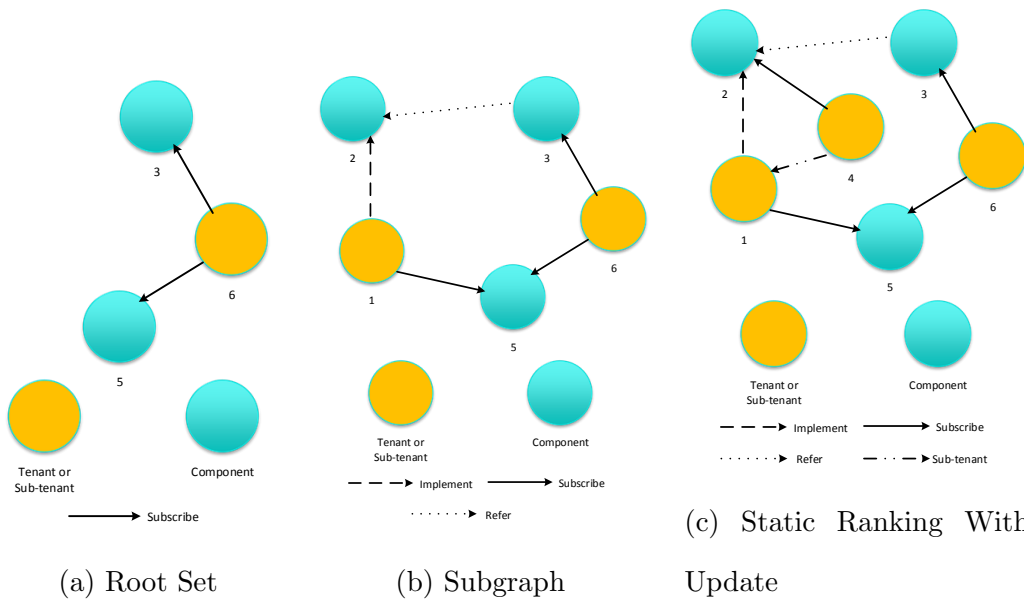 3
6
5
Tenant or
Sub-tenant
Component
Subscribe
(a) Root Set
2
3
1
6
5
Tenant or
Sub-tenant
Component
Implement
Subscribe
Refer
(b) Subgraph
2
3
4
1
6
5
Tenant or
Sub-tenant
Component
Implement
Subscribe
Refer
Sub-tenant
(c) Static Ranking With
Update